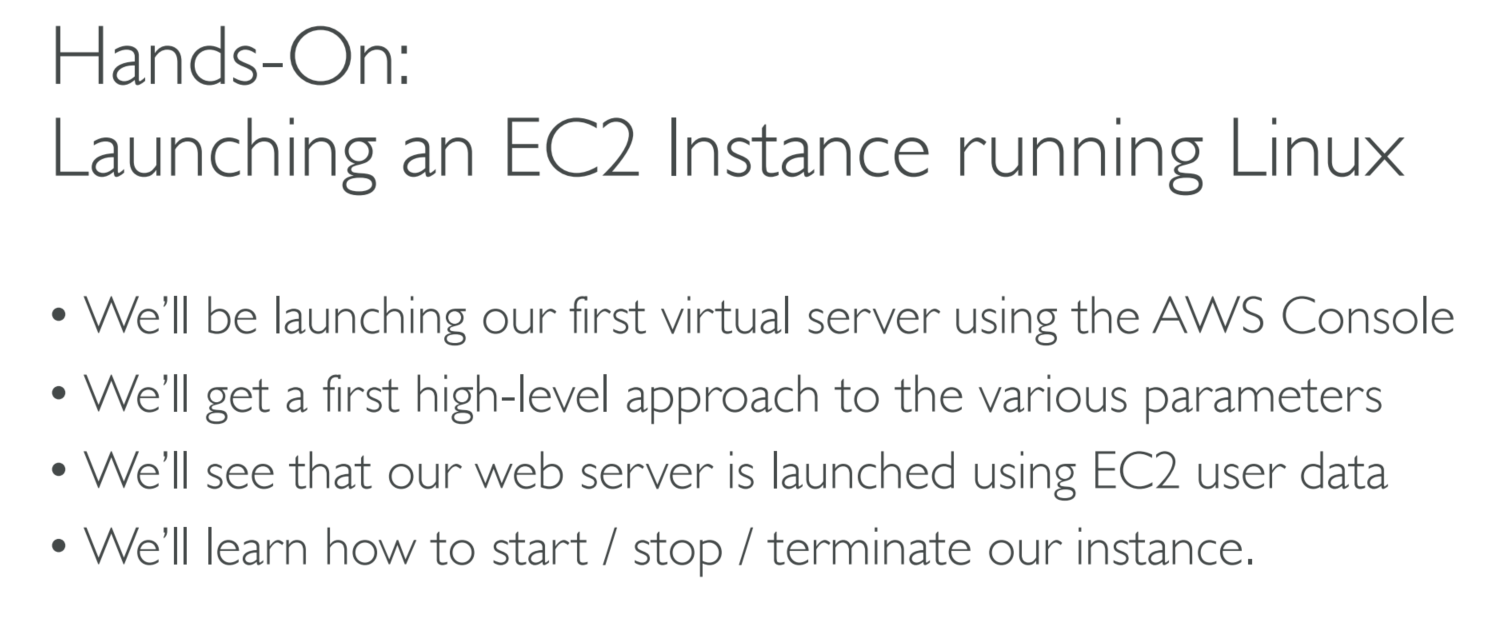 Hands-On:
Launching an EC2 Instance running Linux
• We’ll be launching our first virtual server using the AWS Console
• We’ll get a first high-level approach to the various parameters
• We’ll see that our web server is launched using EC2 user data
• We’ll learn how to start / stop / terminate our instance.